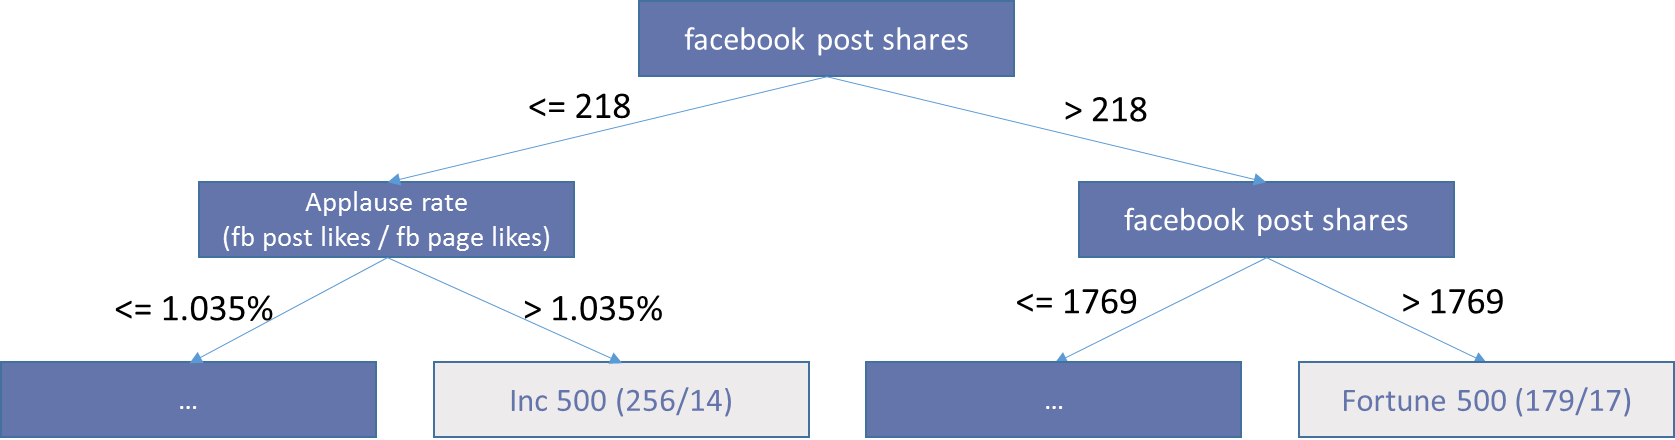 facebook post shares
<= 218
> 218
Applause rate
(fb post likes / fb page likes)
facebook post shares
<= 1.035%
> 1.035%
<= 1769
> 1769
...
Inc 500 (256/14)
...
Fortune 500 (179/17)